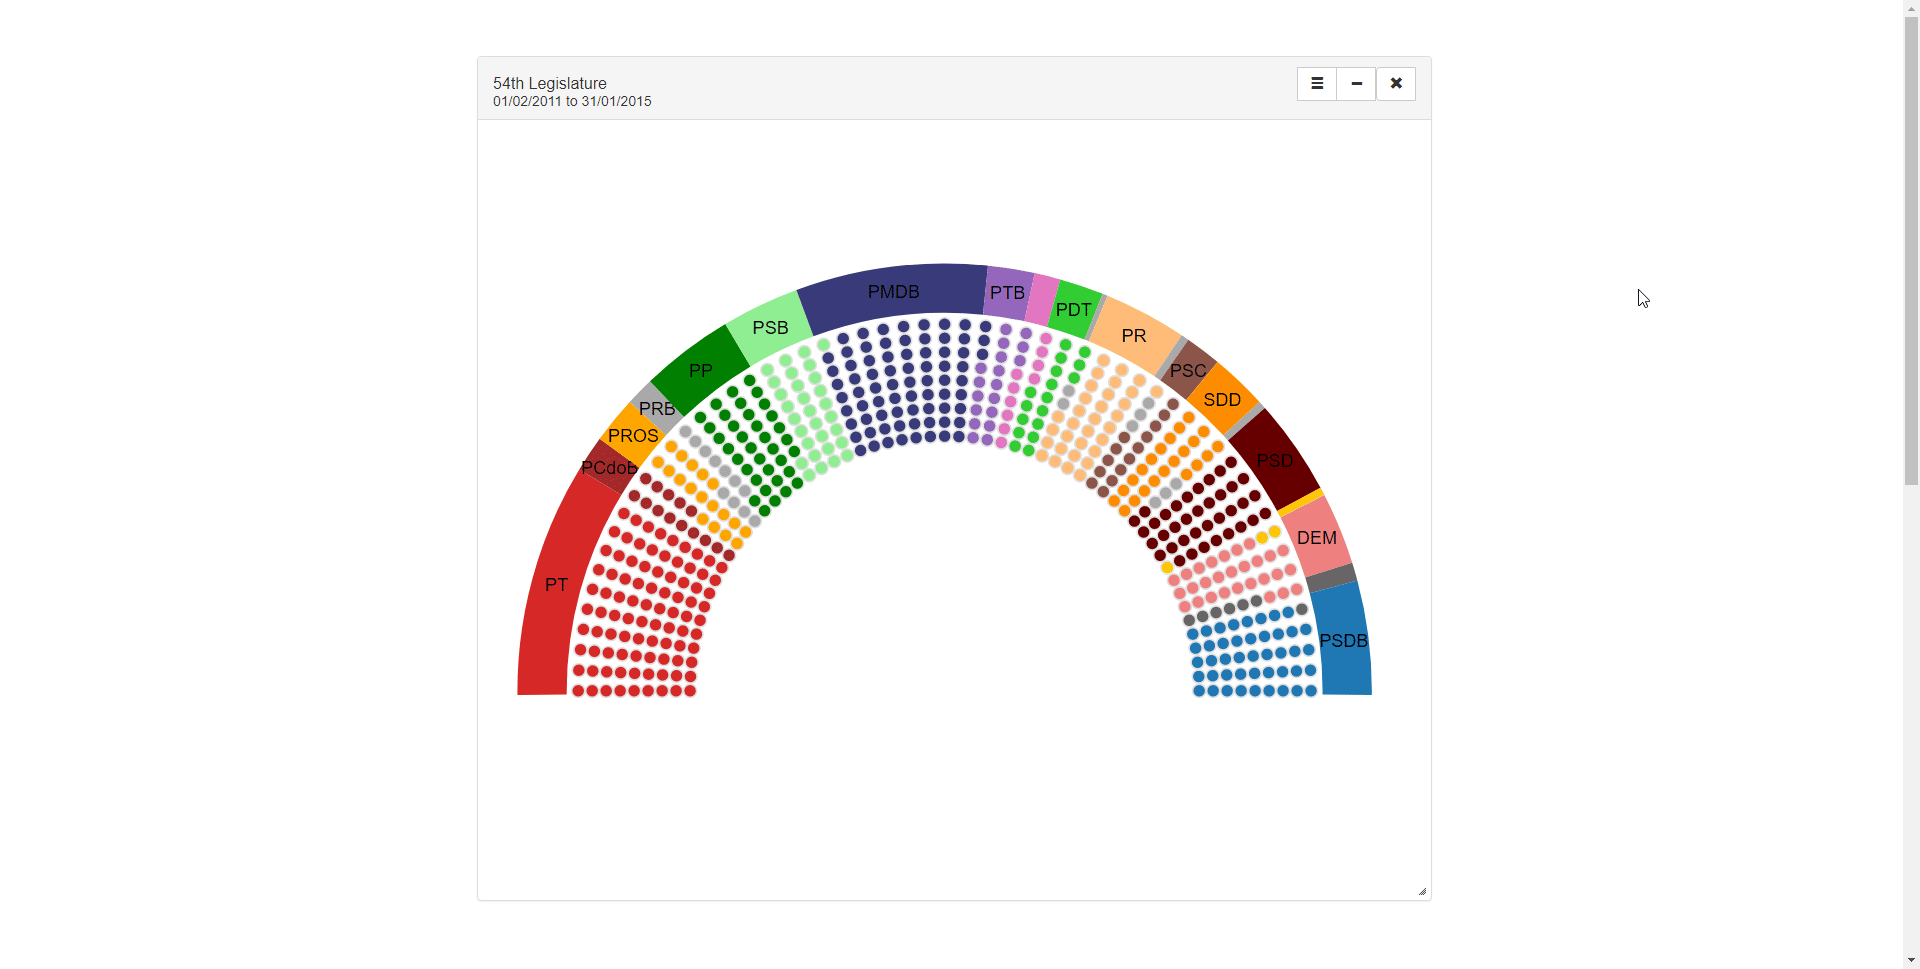 54th Legislature
01/02/2011 to 31/01/2015
PMDB
PTB
PDT
PSB
PR
PP
PSC
SDD
PRB
PROS
PSD
PCdoB
DEM
PT
PSDB